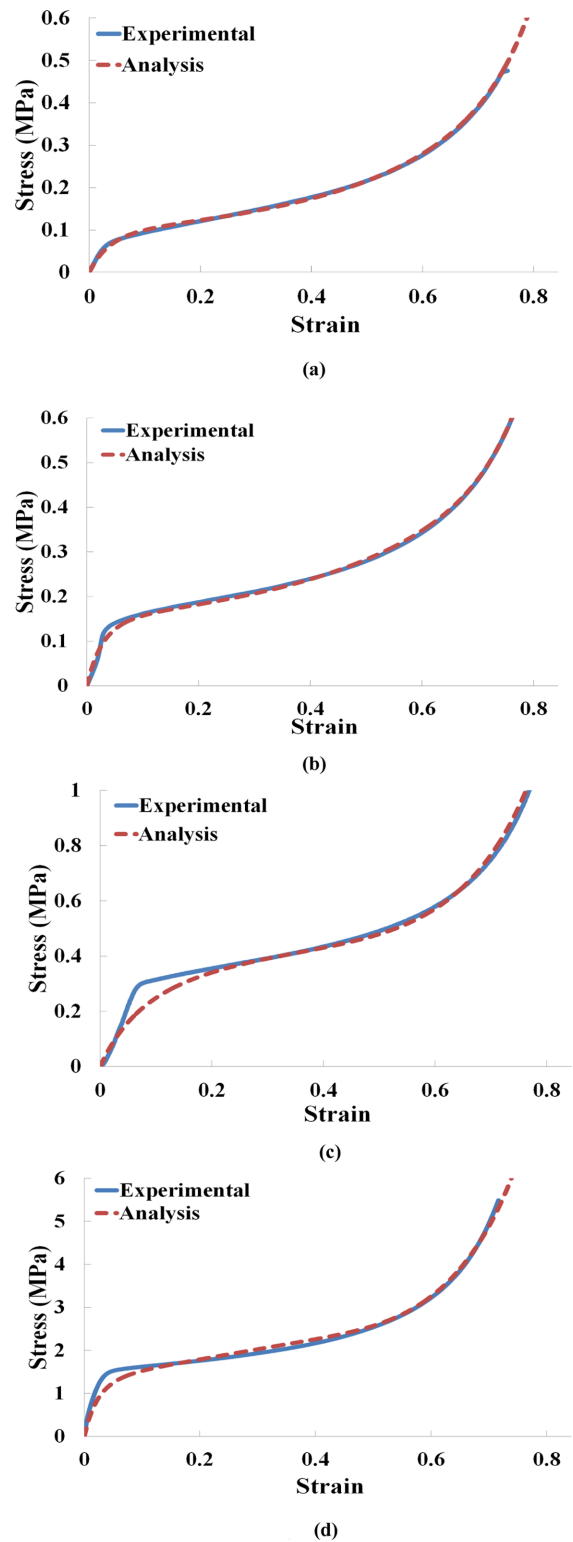 0.6
Experimental
Analysis
0.5
0.4
0.3
0.2
0.1
0
Stress (MPa)
0 0.2 0.4 0.6 0.8
Strain
(a)
0.6
Experimental
Analysis
0.5
0.4
0.3
0.2
0.1
0
Stress (MPa)
0 0.2 0.4 0.6 0.8
Strain
(b)
1
Experimental
Analysis
0.8
0.6
0.4
0.2
0
Stress (MPa)
0 0.2 0.4 0.6 0.8
Strain
(c)
6
Experimental
Analysis
5
4
3
2
1
0
Stress (MPa)
0 0.2 0.4 0.6 0.8
Strain
(d)